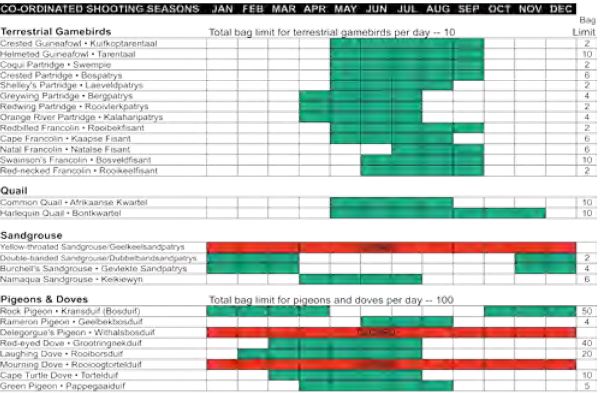 CO-ORDINATED SHOOTING SEASONS JAN FEB MAR APR MAY JUN JUL AUG SEP OCT NOV DEC
Bag
Terrestrial Gamebirds Total bag limit for terrestrial gamebirds per day -- 10 Limit
Crested Guineafowl • Kuifkoptarentaal 2
Helmeted Guineafowl • Tarentaal 10
Coqui Partridge • Swempie 2
Crested Partridge • Bospatrys 6
Shelley's Partridge • Laeveldpatrys 2
Greywing Partridge • Bergpatrys 4
Redwing Partridge • Rooivlerkpatrys 2
Orange River Partridge • Kalaharipatrys 4
Redbilled Francolin • Rooibekfisant 2
Cape Francolin • Kaapse Fisant 6
Natal Francolin • Natalse Fisant 6
Swainson's Francolin • Bosveldfisant 10
Red-necked Francolin • Rooikeelfisant 2
Quail
Common Quail • Afrikaanse Kwartel 10
Harlequin Quail • Bontkwartel 10
Sandgrouse
Yellow-throated Sandgrouse/Geelkeelsandpatrys
Double-banded Sandgrouse/Dubbelbandsandpatrys 2
Burchell's Sandgrouse • Gevlekte Sandpatrys 4
Namaqua Sandgrouse • Kelkiewyn 6
Pigeons & Doves Total bag limit for pigeons and doves per day -- 100
Rock Pigeon • Kransduif (Bosduif) 50
Rameron Pigeon • Geelbekbosduif 4
Delegorgue's Pigeon • Withalsbosduif
Red-eyed Dove • Grootringnekduif 40
Laughing Dove • Rooiborsduif 20
Mourning Dove • Rooioogtortelduif
Cape Turtle Dove • Tortelduif 10
Green Pigeon • Pappegaaiduif 5